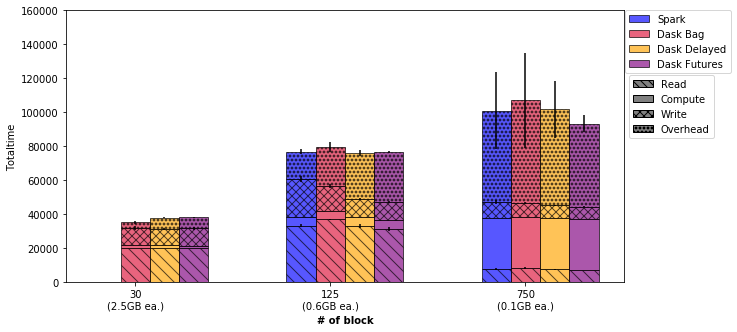 160000
140000
120000
100000
80000
60000
40000
20000
0
Totaltime
30
(2.5GB ea.)
125
(0.6GB ea.)
750
(0.1GB ea.)
# of block
Spark
Dask Bag
Dask Delayed
Dask Futures
Read
Compute
Write
Overhead